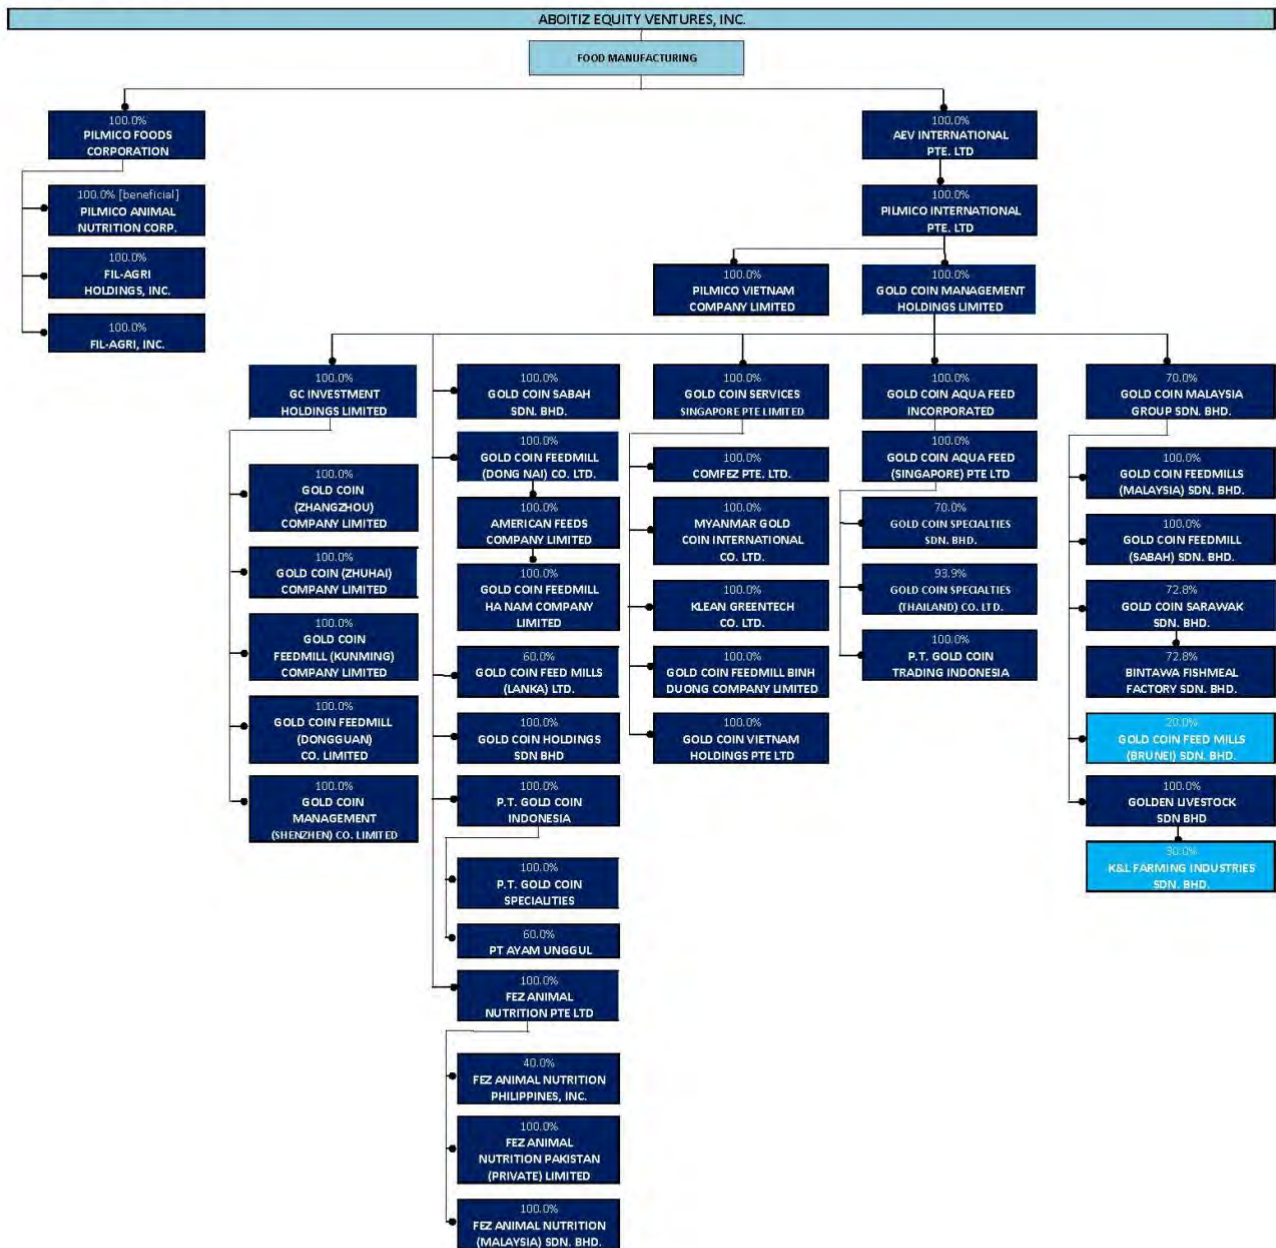 ABOITIZ EQUITY VENTURES, INC.
FOOD MANUFACTURING
100.0%
PILMICO FOODS
CORPORATION
100.0% [beneficial]
PILMICO ANIMAL
NUTRITION CORP.
100.0%
FIL-AGRI
HOLDINGS, INC.
100.0%
FIL-AGRI, INC.
100.0%
AEV INTERNATIONAL
PTE. LTD
100.0%
PILMICO INTERNATIONAL
PTE. LTD
100.0%
PILMICO VIETNAM
COMPANY LIMITED
100.0%
GOLD COIN MANAGEMENT
HOLDINGS LIMITED
100.0%
GC INVESTMENT
HOLDINGS LIMITED
100.0%
GOLD COIN
(ZHANGZHOU)
COMPANY LIMITED
100.0%
GOLD COIN (ZHUHAI)
COMPANY LIMITED
100.0%
GOLD COIN
FEEDMILL (KUNMING)
COMPANY LIMITED
100.0%
GOLD COIN FEEDMILL
(DONGGUAN)
CO. LIMITED
100.0%
GOLD COIN
MANAGEMENT
(SHENZHEN) CO. LIMITED
100.0%
GOLD COIN SABAH
SDN. BHD.
100.0%
GOLD COIN FEEDMILL
(DONG NAI) CO. LTD.
100.0%
AMERICAN FEEDS
COMPANY LIMITED
100.0%
GOLD COIN FEEDMILL
HA NAM COMPANY
LIMITED
60.0%
GOLD COIN FEED MILLS
(LANKA) LTD.
100.0%
GOLD COIN HOLDINGS
SDN BHD
100.0%
P.T. GOLD COIN
INDONESIA
100.0%
P.T. GOLD COIN
SPECIALITIES
60.0%
PT AYAM UNGGUL
100.0%
FEZ ANIMAL
NUTRITION PTE LTD
40.0%
FEZ ANIMAL NUTRITION
PHILIPPINES, INC.
100.0%
FEZ ANIMAL
NUTRITION PAKISTAN
(PRIVATE) LIMITED
100.0%
FEZ ANIMAL NUTRITION
(MALAYSIA) SDN. BHD.
100.0%
GOLD COIN SERVICES
SINGAPORE PTE LIMITED
100.0%
COMFEZ PTE. LTD.
100.0%
MYANMAR GOLD
COIN INTERNATIONAL
CO. LTD.
100.0%
KLEAN GREENTECH
CO. LTD.
100.0%
GOLD COIN FEEDMILL BINH
DUONG COMPANY LIMITED
100.0%
GOLD COIN VIETNAM
HOLDINGS PTE LTD
100.0%
GOLD COIN AQUA FEED
INCORPORATED
100.0%
GOLD COIN AQUA FEED
(SINGAPORE) PTE LTD
70.0%
GOLD COIN SPECIALTIES
SDN. BHD.
93.9%
GOLD COIN SPECIALTIES
(THAILAND) CO. LTD.
100.0%
P.T. GOLD COIN
TRADING INDONESIA
70.0%
GOLD COIN MALAYSIA
GROUP SDN. BHD.
100.0%
GOLD COIN FEEDMILLS
(MALAYSIA) SDN. BHD.
100.0%
GOLD COIN FEEDMILL
(SABAH) SDN. BHD.
72.8%
GOLD COIN SARAWAK
SDN. BHD.
72.8%
BINTAWA FISHMEAL
FACTORY SDN. BHD.
20.0%
GOLD COIN FEED MILLS
(BRUNEI) SDN. BHD.
100.0%
GOLDEN LIVESTOCK
SDN BHD
30.0%
K&L FARMING INDUSTRIES
SDN. BHD.